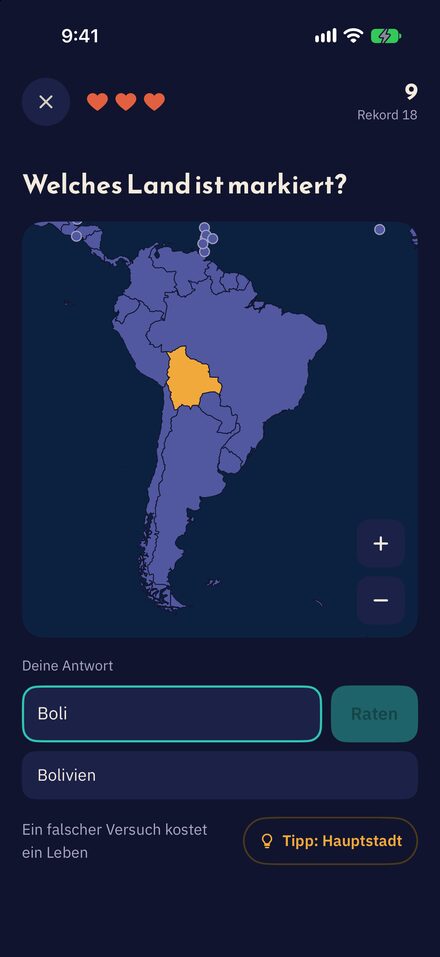 9:41
9
Rekord 18
Welches Land ist markiert?
+
−
Deine Antwort
Boli
Raten
Bolivien
Ein falscher Versuch kostet
ein Leben
Tipp: Hauptstadt